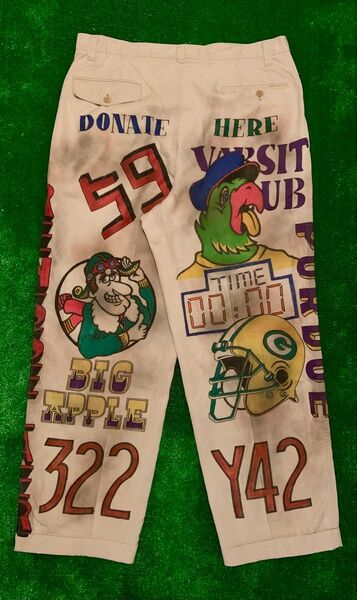 DONATE HERE
59
VARSIT
UB
TIME
00:00
G
PURDUE
BIG
APPLE
322
Y42